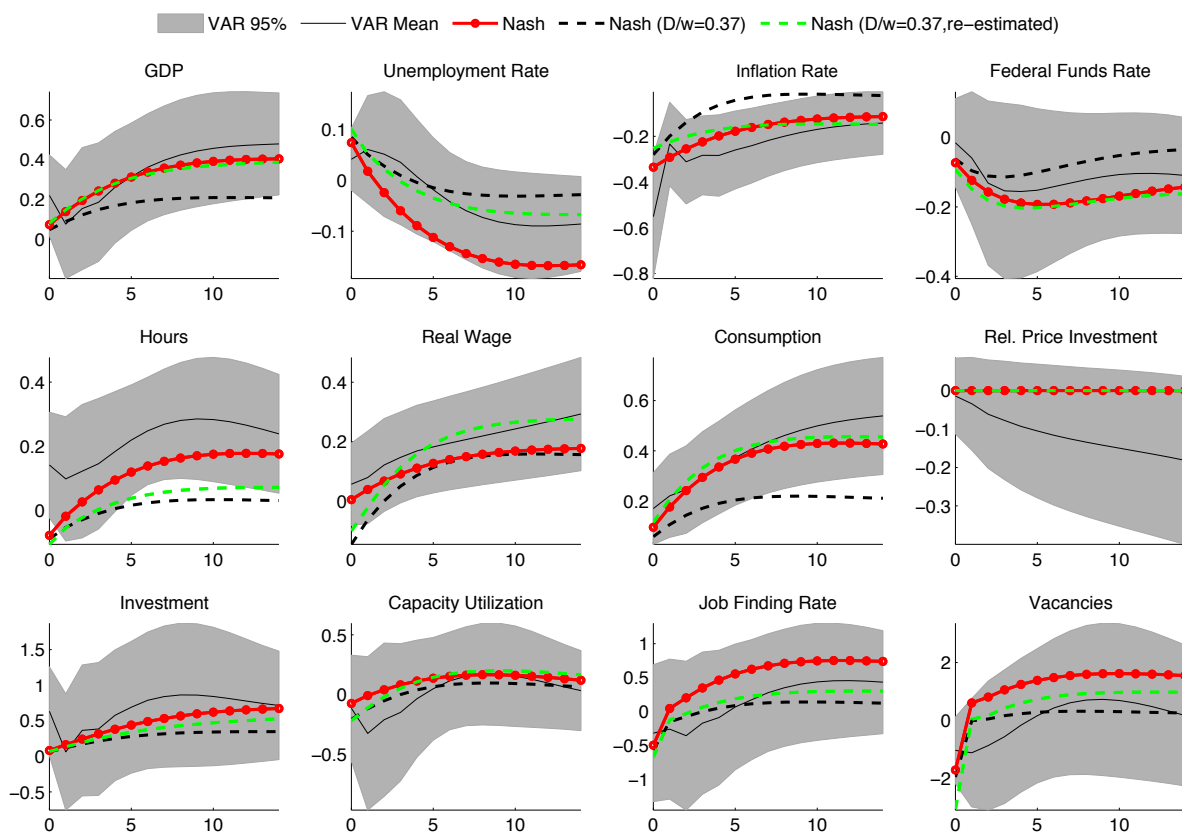 VAR 95% VAR Mean Nash Nash (D/w=0.37) Nash (D/w=0.37,re-estimated)
GDP Unemployment Rate Inflation Rate Federal Funds Rate
0.6
0.4
0.2
0
0 5 10
0.1
0
−0.1
0 5 10
−0.2
−0.4
−0.6
−0.8
0 5 10
0
−0.2
−0.4
0 5 10
Hours Real Wage Consumption Rel. Price Investment
0.4
0.2
0
0 5 10
0.4
0.2
0
0 5 10
0.6
0.4
0.2
0 5 10
0
−0.1
−0.2
−0.3
0 5 10
Investment Capacity Utilization Job Finding Rate Vacancies
1.5
1
0.5
0
−0.5
0 5 10
0.5
0
−0.5
0 5 10
1
0.5
0
−0.5
−1
0 5 10
2
0
−2
0 5 10